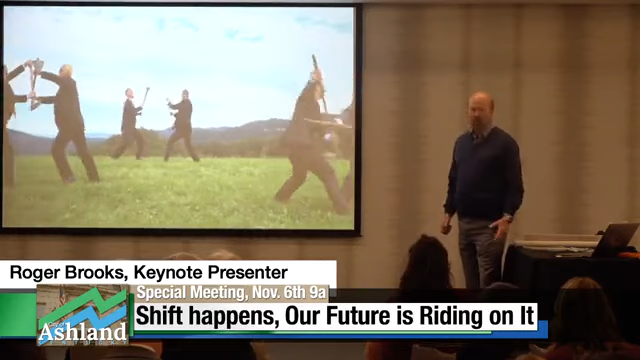 Roger Brooks, Keynote Presenter
Special Meeting, Nov. 6th 9a
Shift happens, Our Future is Riding on It
Ashland